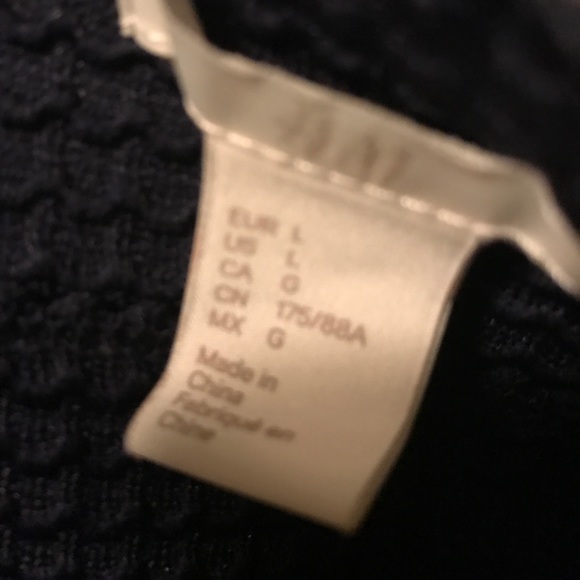 EUR L
US L
CA G
CN 175/88A
MX G
Made in
China
Fabriqué en
Chine